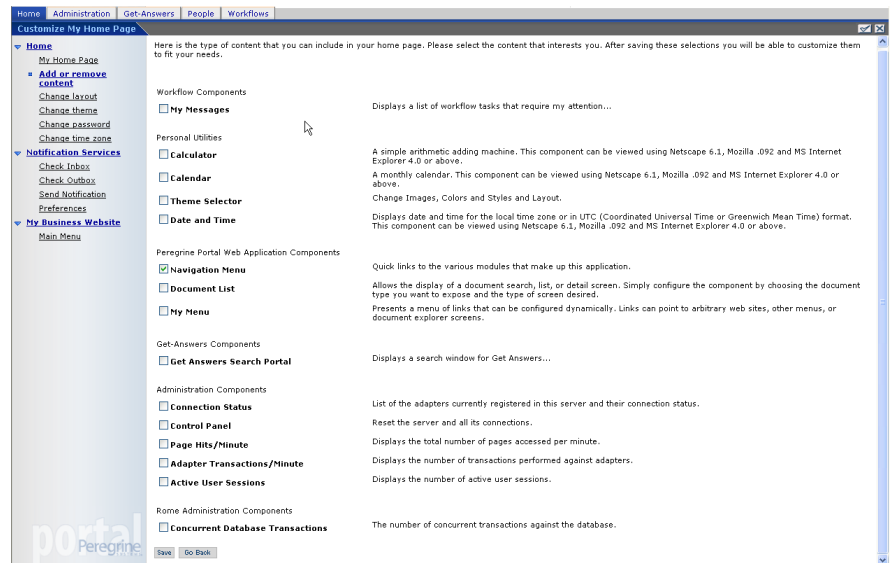 Home Administration Get-Answers People Workflows
Customize My Home Page
Home
My Home Page
Add or remove
content
Change layout
Change theme
Change password
Change time zone
Notification Services
Check Inbox
Check Outbox
Send Notification
Preferences
My Business Website
Main Menu
portal
Peregrine
Here is the type of content that you can include in your home page. Please select the content that interests you. After saving these selections you will be able to customize them
to fit your needs.
Workflow Components
My Messages Displays a list of workflow tasks that require my attention...
Personal Utilities
Calculator A simple arithmetic adding machine. This component can be viewed using Netscape 6.1, Mozilla .092 and MS Internet
Explorer 4.0 or above.
Calendar A monthly calendar. This component can be viewed using Netscape 6.1, Mozilla .092 and MS Internet Explorer 4.0 or
above.
Theme Selector Change Images, Colors and Styles and Layout.
Date and Time Displays date and time for the local time zone or in UTC (Coordinated Universal Time or Greenwich Mean Time) format.
This component can be viewed using Netscape 6.1, Mozilla .092 and MS Internet Explorer 4.0 or above.
Peregrine Portal Web Application Components
Navigation Menu Quick links to the various modules that make up this application.
Document List Allows the display of a document search, list, or detail screen. Simply configure the component by choosing the document
type you want to expose and the type of screen desired.
My Menu Presents a menu of links that can be configured dynamically. Links can point to arbitrary web sites, other menus, or
document explorer screens.
Get-Answers Components
Get Answers Search Portal Displays a search window for Get Answers...
Administration Components
Connection Status List of the adapters currently registered in this server and their connection status.
Control Panel Reset the server and all its connections.
Page Hits/Minute Displays the total number of pages accessed per minute.
Adapter Transactions/Minute Displays the number of transactions performed against adapters.
Active User Sessions Displays the number of active user sessions.
Rome Administration Components
Concurrent Database Transactions The number of concurrent transactions against the database.
Save Go Back